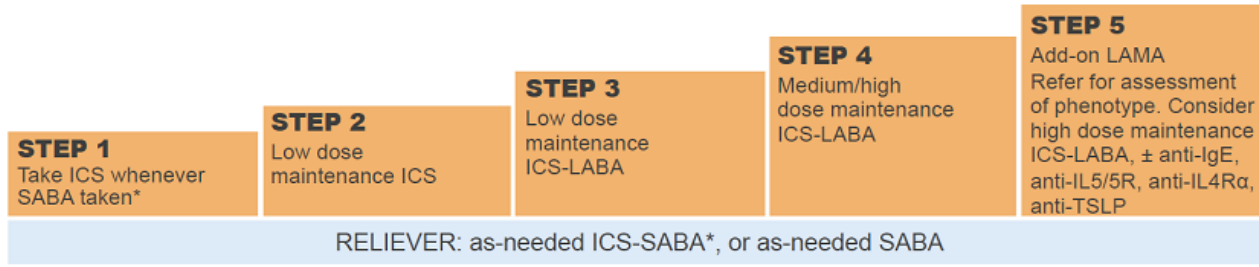 STEP 1
Take ICS whenever
SABA taken*
STEP 2
Low dose
maintenance ICS
STEP 3
Low dose
maintenance
ICS-LABA
STEP 4
Medium/high
dose maintenance
ICS-LABA
STEP 5
Add-on LAMA
Refer for assessment
of phenotype. Consider
high dose maintenance
ICS-LABA, ± anti-IgE,
anti-IL5/5R, anti-IL4Rα,
anti-TSLP
RELIEVER: as-needed ICS-SABA*, or as-needed SABA